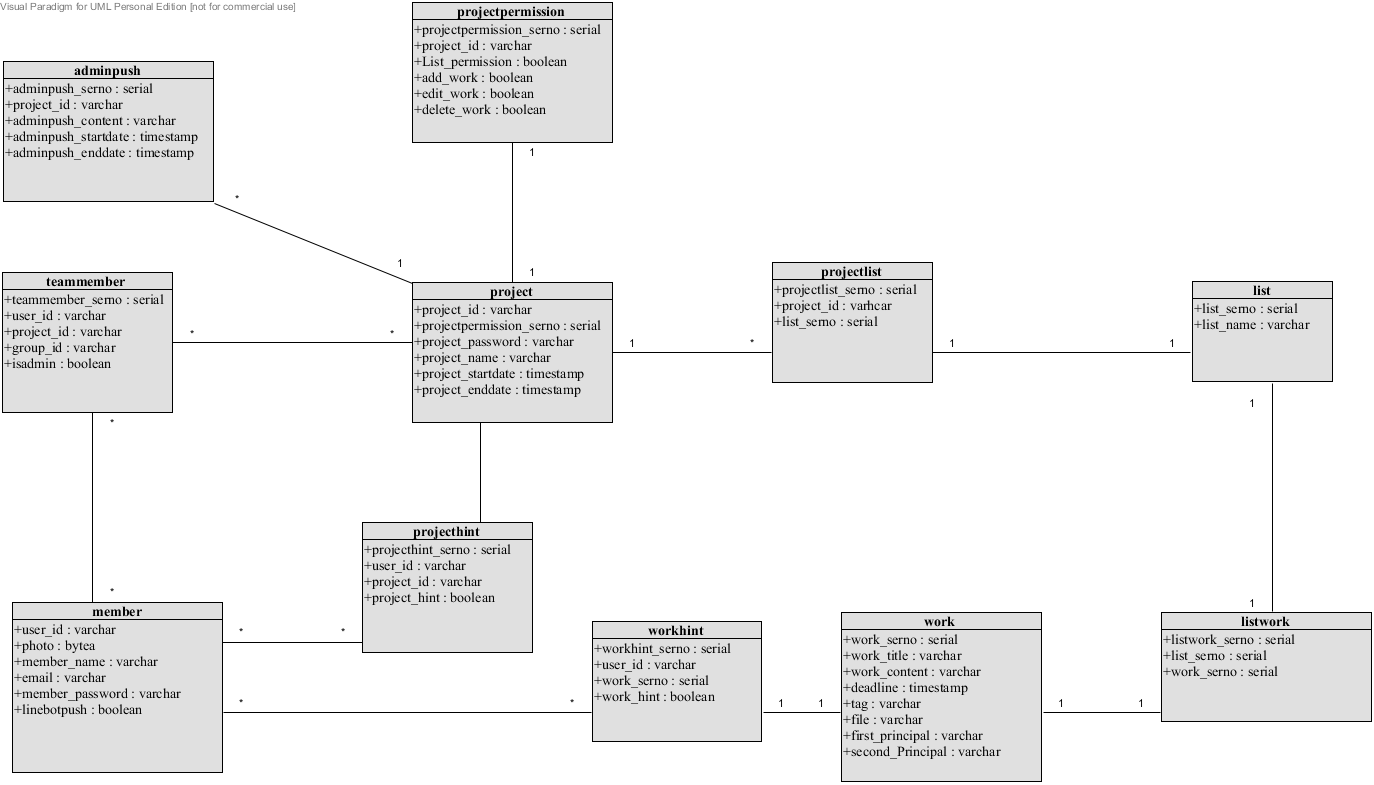 Visual Paradigm for UML Personal Edition [not for commercial use]
projectpermission
+projectpermission_serno : serial
+project_id : varchar
+List_permission : boolean
+add_work : boolean
+edit_work : boolean
+delete_work : boolean
1
1
adminpush
+adminpush_serno : serial
+project_id : varchar
+adminpush_content : varchar
+adminpush_startdate : timestamp
+adminpush_enddate : timestamp
*
1
teammember
+teammember_serno : serial
+user_id : varchar
+project_id : varchar
+group_id : varchar
+isadmin : boolean
*
*
*
*
project
+project_id : varchar
+projectpermission_serno : serial
+project_password : varchar
+project_name : varchar
+project_startdate : timestamp
+project_enddate : timestamp
1
*
projectlist
+projectlist_serno : serial
+project_id : varhcar
+list_serno : serial
1
1
list
+list_serno : serial
+list_name : varchar
1
1
projecthint
+projecthint_serno : serial
+user_id : varchar
+project_id : varchar
+project_hint : boolean
member
+user_id : varchar
+photo : bytea
+member_name : varchar
+email : varchar
+member_password : varchar
+linebotpush : boolean
*
*
*
*
workhint
+workhint_serno : serial
+user_id : varchar
+work_serno : serial
+work_hint : boolean
1
1
work
+work_serno : serial
+work_title : varchar
+work_content : varchar
+deadline : timestamp
+tag : varchar
+file : varchar
+first_principal : varchar
+second_Principal : varchar
1
1
listwork
+listwork_serno : serial
+list_serno : serial
+work_serno : serial